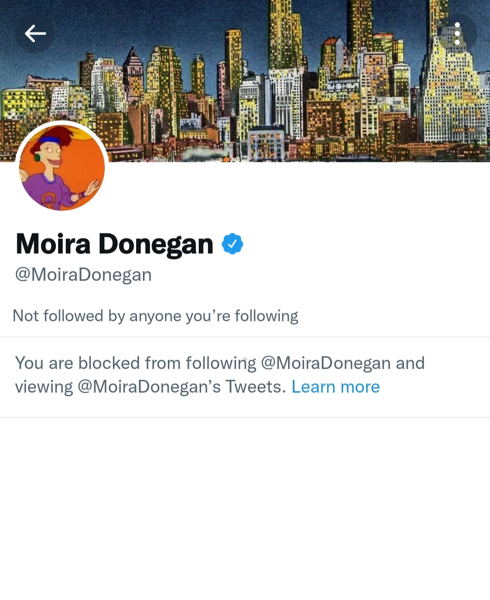 Moira Donegan
@MoiraDonegan
Not followed by anyone you’re following
You are blocked from following @MoiraDonegan and
viewing @MoiraDonegan’s Tweets. Learn more